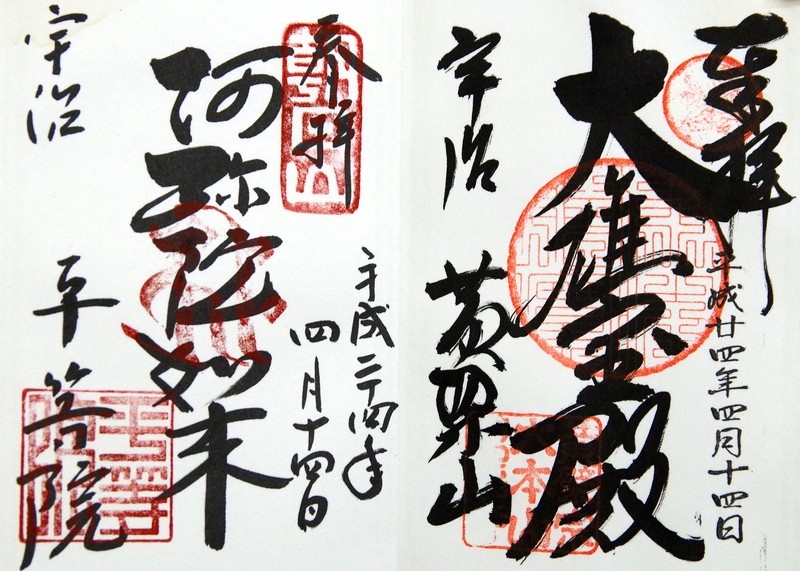 奉拝
平成廿四年四月十四日
大雄宝殿
宇治
黄檗山
奉拝
平成二十四年
四月十四日
阿弥陀如来
宇治
平等院